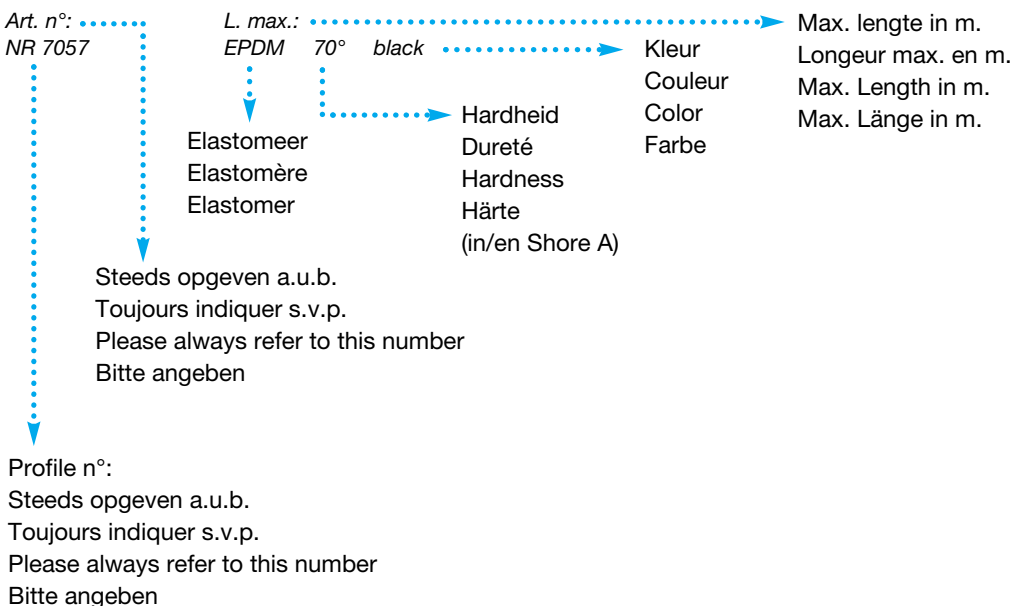 Art. n°:
L. max.:
Max. lengte in m.
Longeur max. en m.
Max. Length in m.
Max. Länge in m.
NR 7057
EPDM 70° black
Kleur
Couleur
Color
Farbe
Hardheid
Dureté
Hardness
Härte
(in/en Shore A)
Elastomeer
Elastomère
Elastomer
Steeds opgeven a.u.b.
Toujours indiquer s.v.p.
Please always refer to this number
Bitte angeben
Profile n°:
Steeds opgeven a.u.b.
Toujours indiquer s.v.p.
Please always refer to this number
Bitte angeben